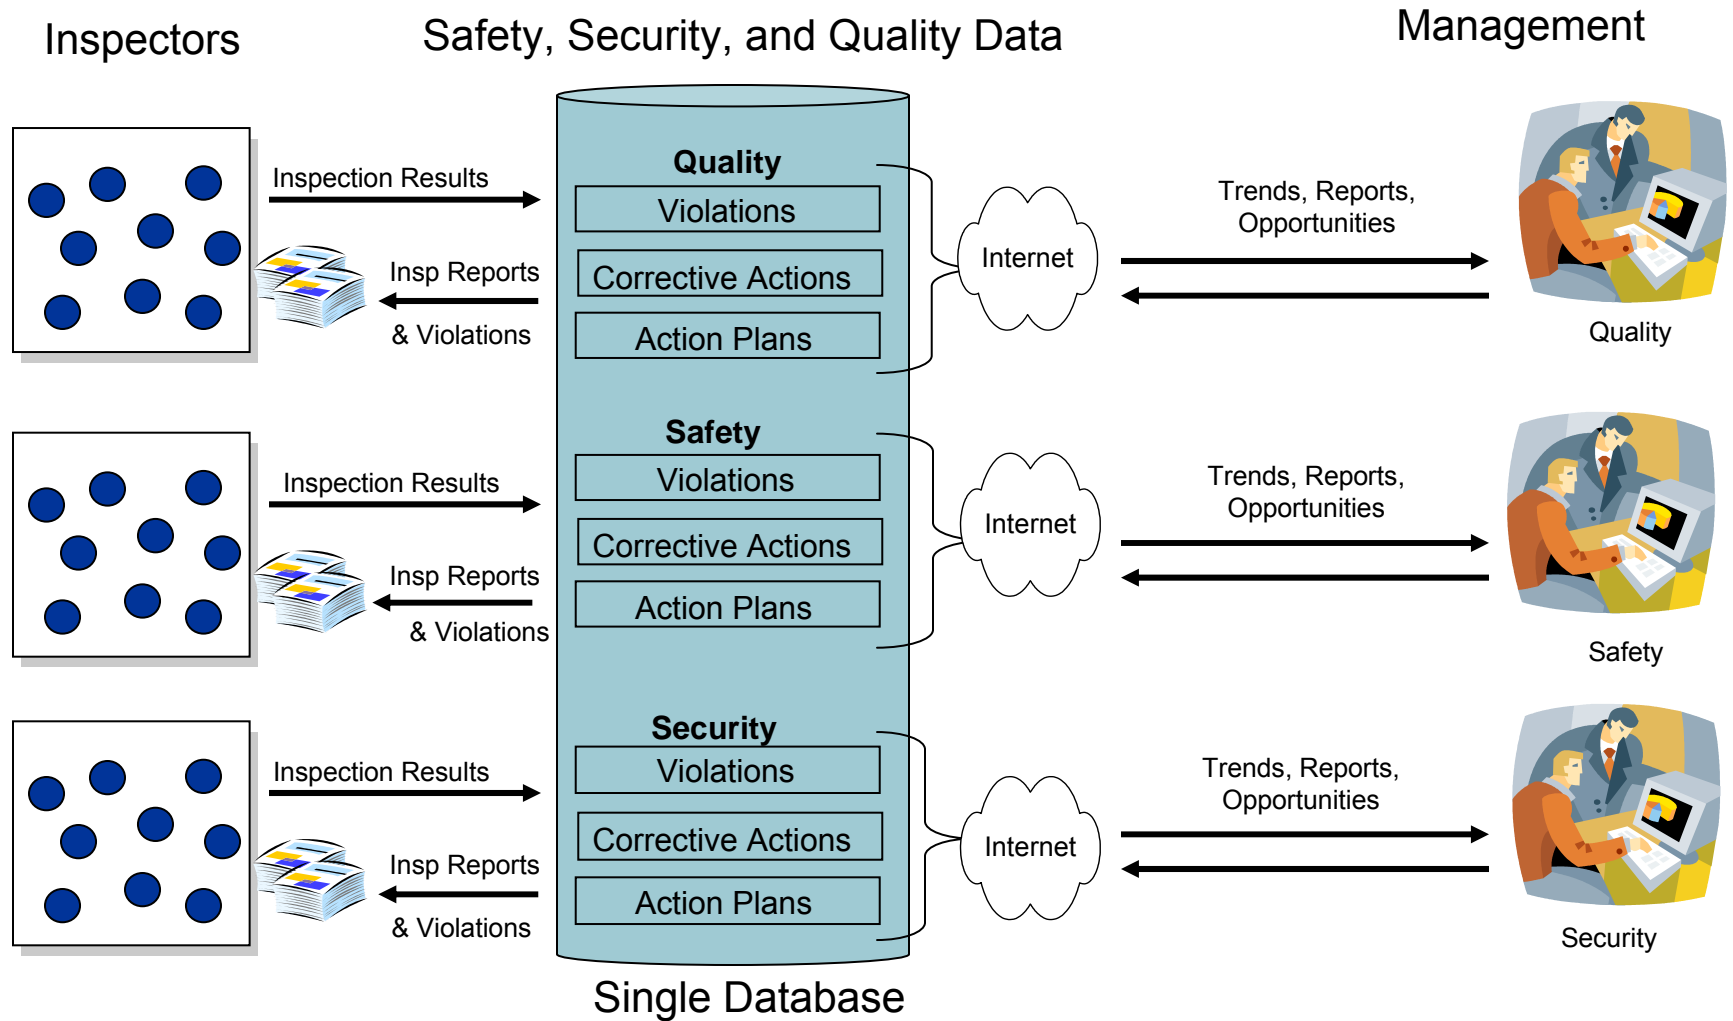 Inspectors
Safety, Security, and Quality Data
Management
Inspection Results
Insp Reports
& Violations
Quality
Violations
Corrective Actions
Action Plans
Internet
Trends, Reports,
Opportunities
Quality
Inspection Results
Insp Reports
& Violations
Safety
Violations
Corrective Actions
Action Plans
Internet
Trends, Reports,
Opportunities
Safety
Inspection Results
Insp Reports
& Violations
Security
Violations
Corrective Actions
Action Plans
Internet
Trends, Reports,
Opportunities
Security
Single Database